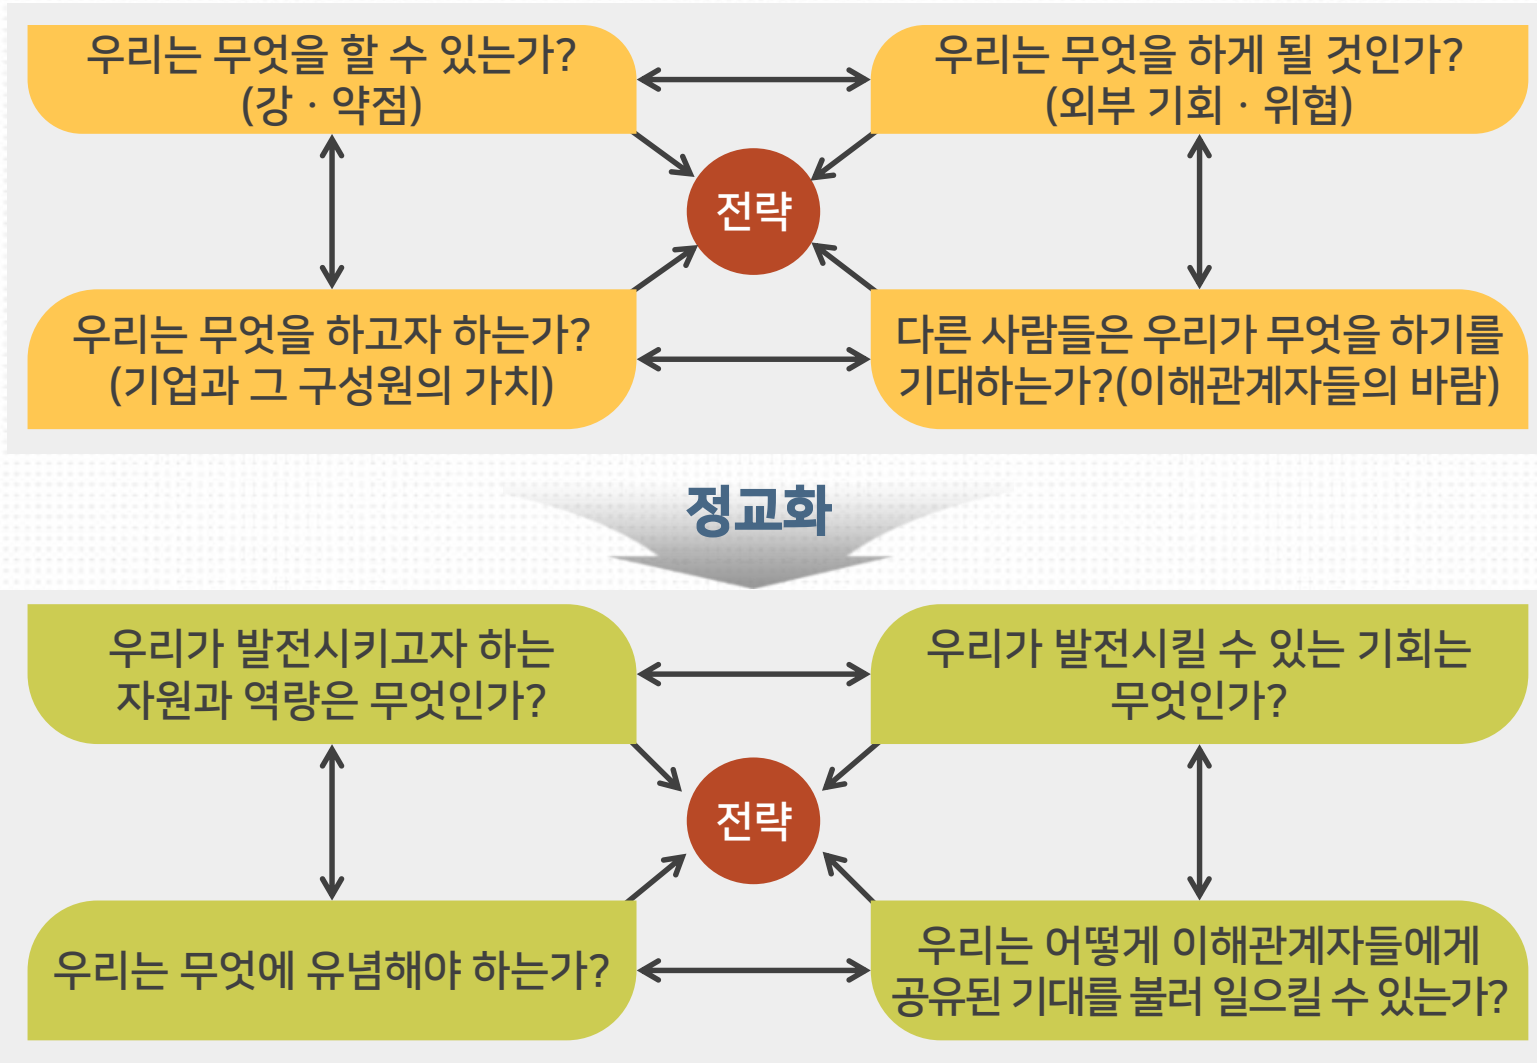 우리는 무엇을 할 수 있는가?
(강 · 약점)
우리는 무엇을 하게 될 것인가?
(외부 기회 · 위협)
전략
우리는 무엇을 하고자 하는가?
(기업과 그 구성원의 가치)
다른 사람들은 우리가 무엇을 하기를
기대하는가?(이해관계자들의 바람)
정교화
우리가 발전시키고자 하는
자원과 역량은 무엇인가?
우리가 발전시킬 수 있는 기회는
무엇인가?
전략
우리는 무엇에 유념해야 하는가?
우리는 어떻게 이해관계자들에게
공유된 기대를 불러 일으킬 수 있는가?